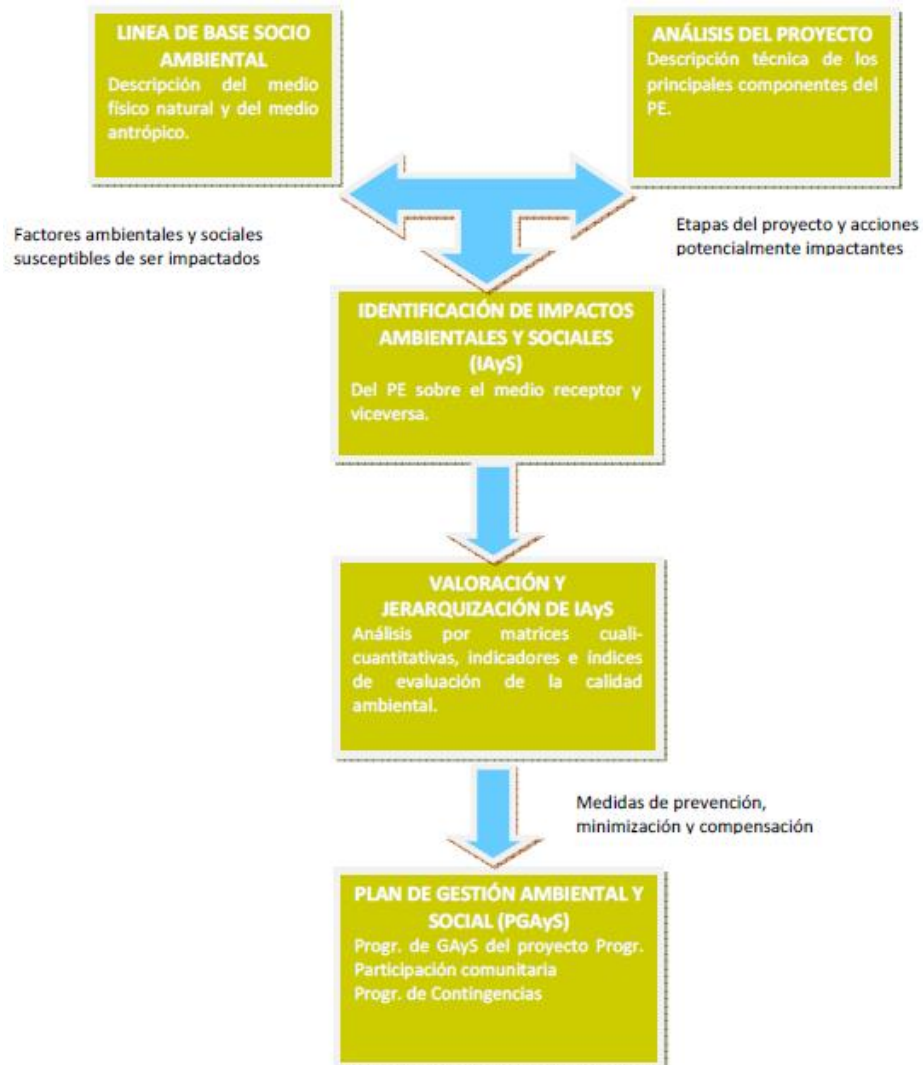 LINEA DE BASE SOCIO
AMBIENTAL
Descripción del medio
físico natural y del medio
antrópico.
ANÁLISIS DEL PROYECTO
Descripción técnica de los
principales componentes del
PE.
Factores ambientales y sociales
susceptibles de ser impactados
Etapas del proyecto y acciones
potencialmente impactantes
IDENTIFICACIÓN DE IMPACTOS
AMBIENTALES Y SOCIALES
(IAyS)
Del PE sobre el medio receptor y
viceversa.
VALORACIÓN Y
JERARQUIZACIÓN DE IAyS
Análisis por matrices cuali-
cuantitativas, indicadores e índices
de evaluación de la calidad
ambiental.
Medidas de prevención,
minimización y compensación
PLAN DE GESTIÓN AMBIENTAL Y
SOCIAL (PGAyS)
Progr. de GAyS del proyecto Progr.
Participación comunitaria
Progr. de Contingencias